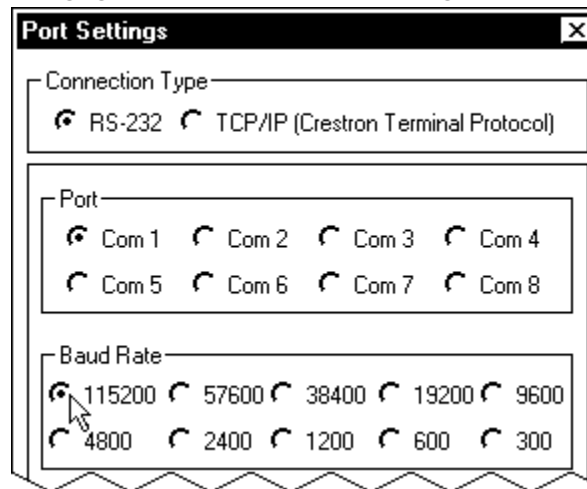 Port Settings
Connection Type
RS-232 TCP/IP (Crestron Terminal Protocol)
Port
Com 1 Com 2 Com 3 Com 4
Com 5 Com 6 Com 7 Com 8
Baud Rate
115200 57600 38400 19200 9600
4800 2400 1200 600 300